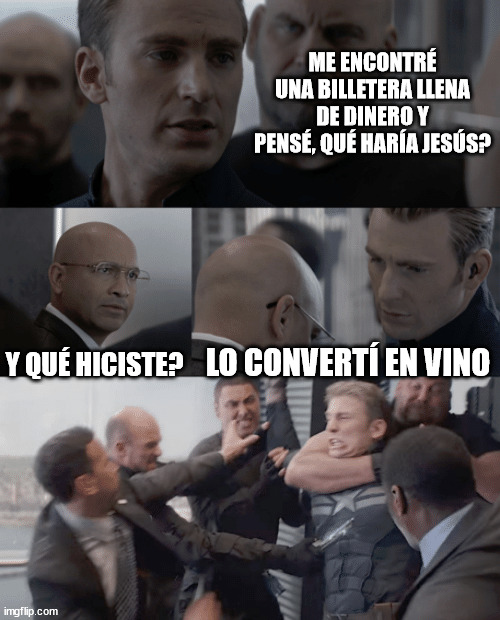 ME ENCONTRÉ
UNA BILLETERA LLENA
DE DINERO Y
PENSÉ, QUÉ HARÍA JESÚS?
Y QUÉ HICISTE?
LO CONVERTÍ EN VINO
imgflip.com